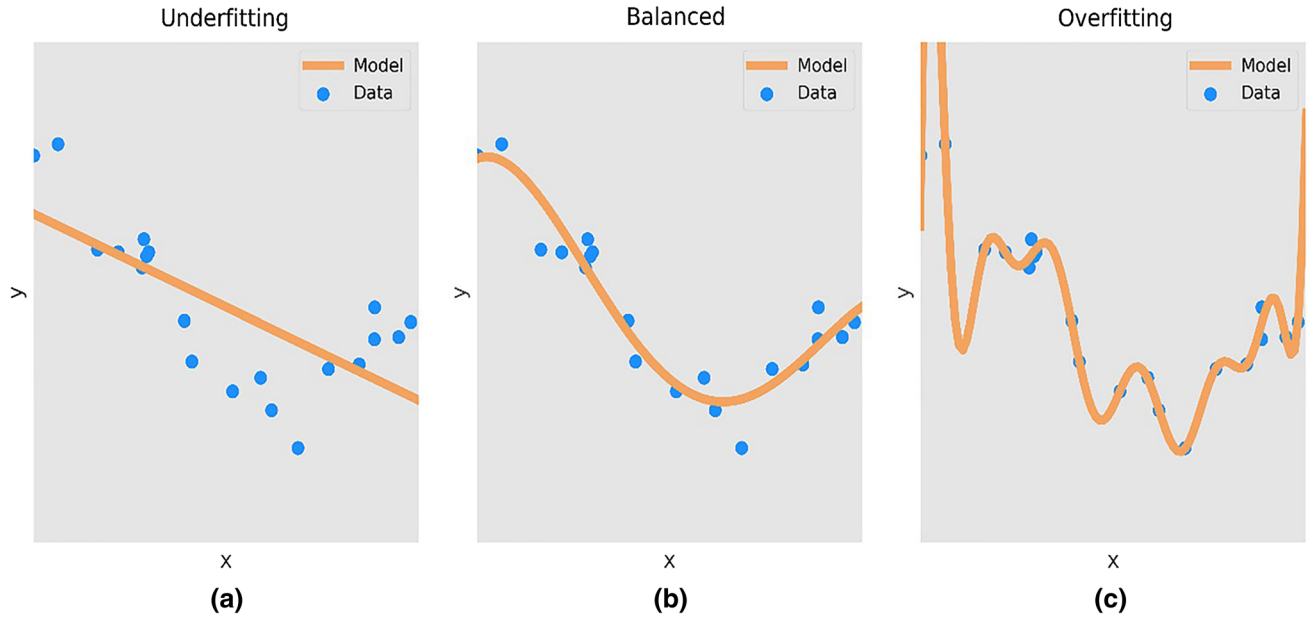 Underfitting
Model
Data
y
x
(a)
Balanced
Model
Data
y
x
(b)
Overfitting
Model
Data
y
x
(c)